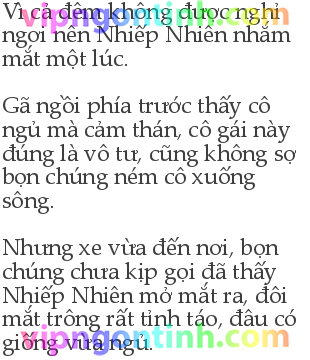 Vì cả đêm không được nghỉ
ngơi nên Nhiếp Nhiên nhắm
mắt một lúc.
Gã ngồi phía trước thấy cô
ngủ mà cảm thán, cô gái này
đúng là vô tư, cũng không sợ
bọn chúng ném cô xuống
sông.
Nhưng xe vừa đến nơi, bọn
chúng chưa kịp gọi đã thấy
Nhiếp Nhiên mở mắt ra, đôi
mắt trông rất tỉnh táo, đâu có
giống vừa ngủ.
vipngontinh.com
vipngontinh.com